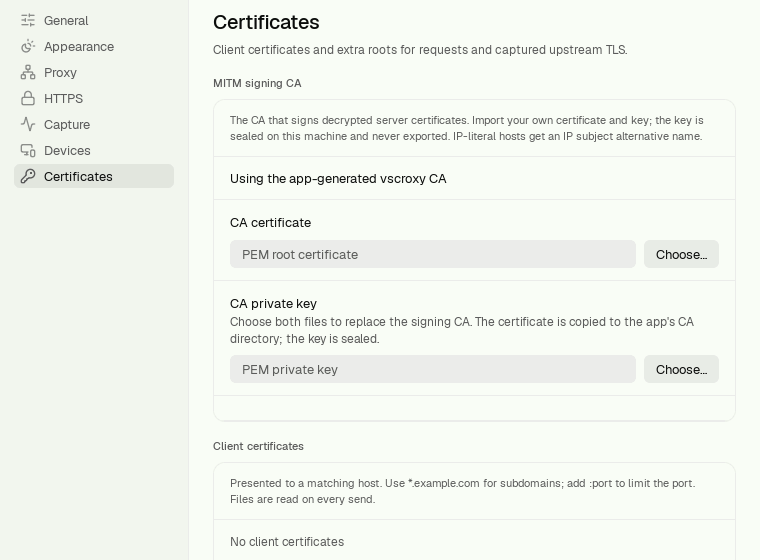 General
Appearance
Proxy
HTTPS
Capture
Devices
Certificates
Certificates
Client certificates and extra roots for requests and captured upstream TLS.
MITM signing CA
The CA that signs decrypted server certificates. Import your own certificate and key; the key is
sealed on this machine and never exported. IP-literal hosts get an IP subject alternative name.
Using the app-generated vscroxy CA
CA certificate
PEM root certificate
Choose...
CA private key
Choose both files to replace the signing CA. The certificate is copied to the app's CA
directory; the key is sealed.
PEM private key
Choose...
Client certificates
Presented to a matching host. Use *.example.com for subdomains; add :port to limit the port.
Files are read on every send.
No client certificates